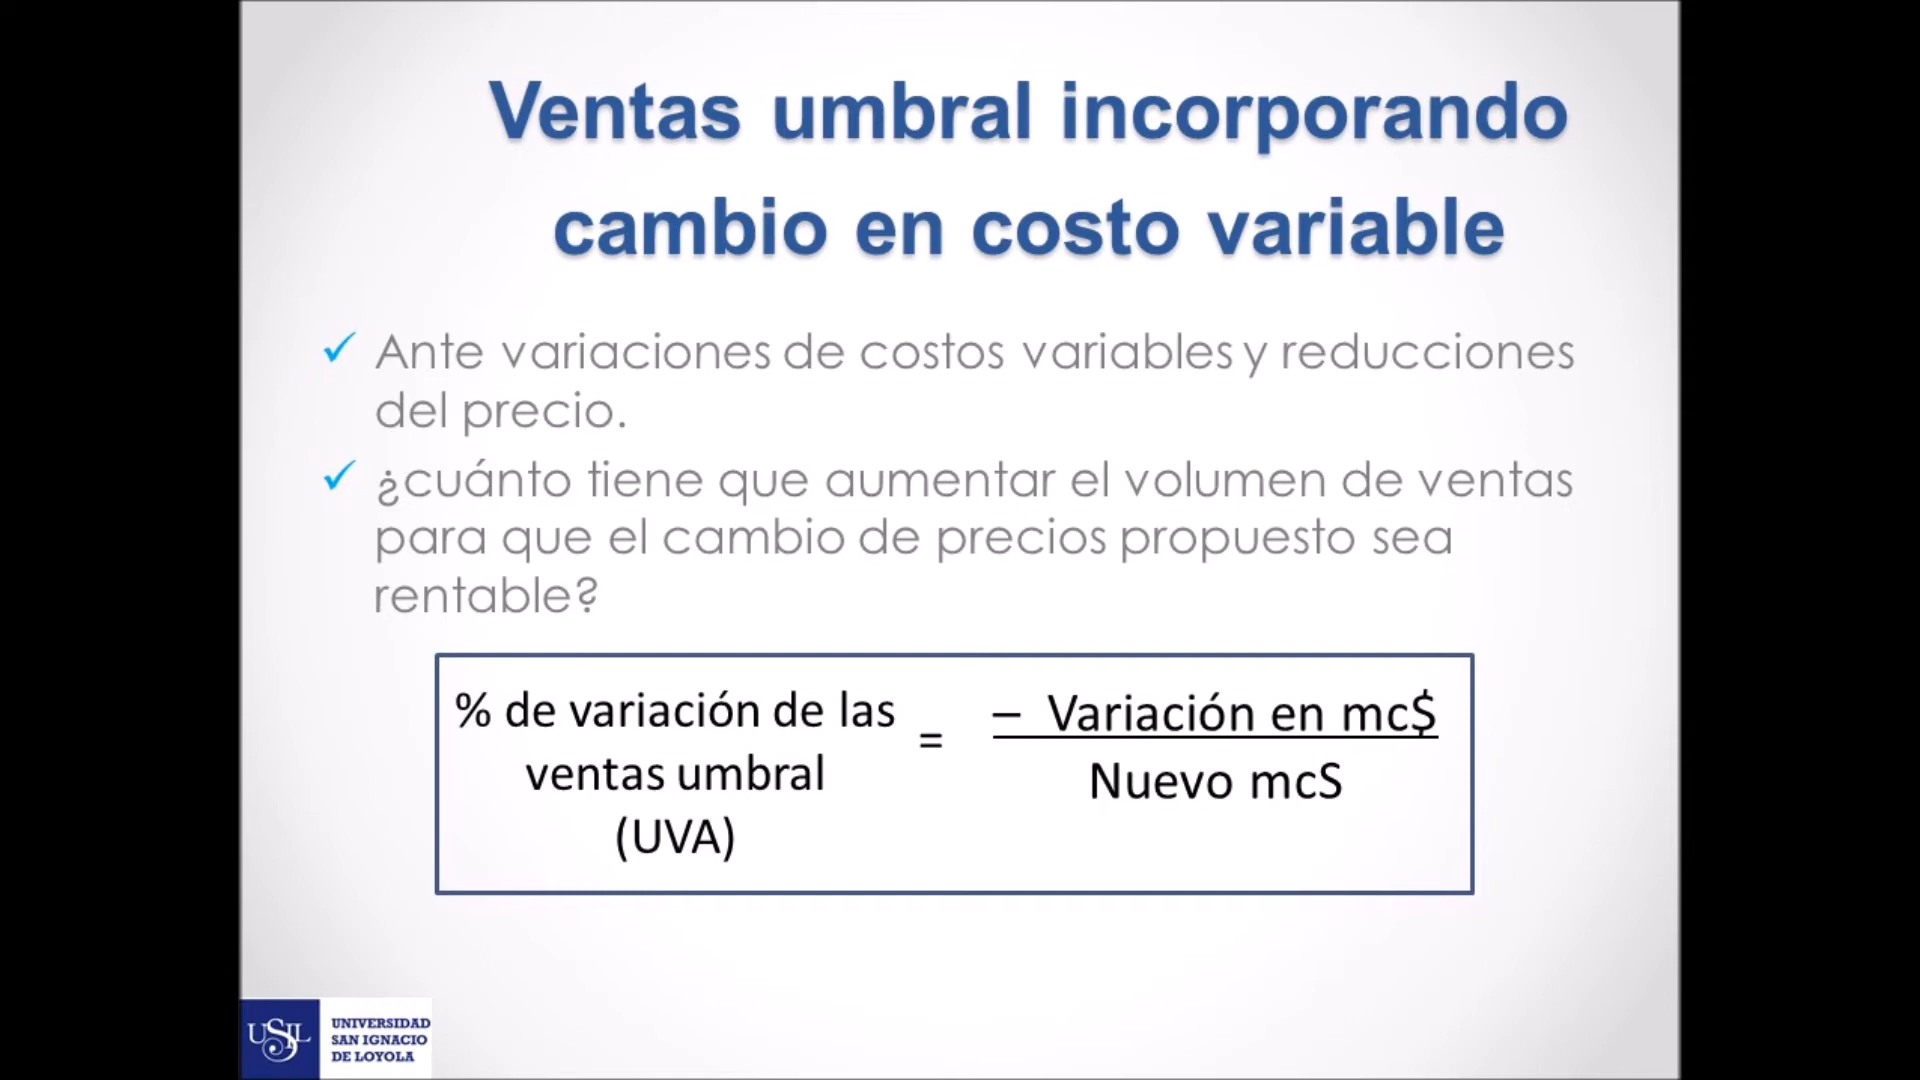 Ventas umbral incorporando
cambio en costo variable
✓ Ante variaciones de costos variables y reducciones
del precio.
✓ ¿cuánto tiene que aumentar el volumen de ventas
para que el cambio de precios propuesto sea
rentable?
% de variación de las
ventas umbral
(UVA)
=
– Variación en mc$
Nuevo mcS
USIL
UNIVERSIDAD
SAN IGNACIO
DE LOYOLA